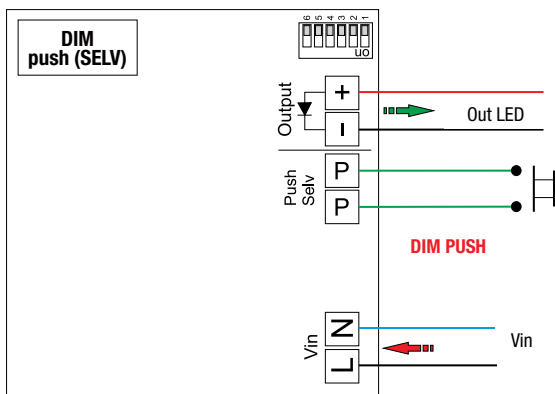 DIM
push (SELV)
6 5 4 3 2 1
on
Output
+
−
Out LED
Push
Selv
P
P
DIM PUSH
Vin
N
L
Vin